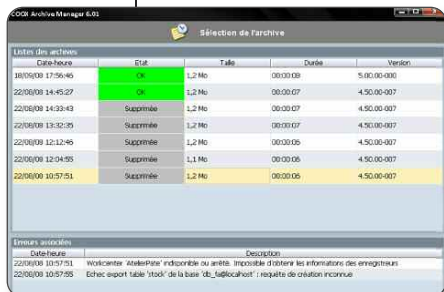 COOX Archive Manager 6.01
Sélection de l'archive
Listes des archives
Date-heure Etat Taille Durée Version
18/09/08 17:56:46 OK 1,2 Mo 00:00:09 5.00.00-000
22/08/08 14:45:27 OK 1,2 Mo 00:00:07 4.50.00-007
22/08/08 14:33:43 Supprimée 1,2 Mo 00:00:07 4.50.00-007
22/08/08 13:32:35 Supprimée 1,2 Mo 00:00:07 4.50.00-007
22/08/08 12:12:46 Supprimée 1,2 Mo 00:00:06 4.50.00-007
22/08/08 12:04:55 Supprimée 1,1 Mo 00:00:06 4.50.00-007
22/08/08 10:57:51 Supprimée 1,2 Mo 00:00:06 4.50.00-007
Erreurs associées
Date-heure Description
22/08/08 10:57:51 Workcenter 'AtelierPate' indisponible ou arrêté. Impossible d'obtenir les informations des enregistreurs
22/08/08 10:57:55 Echec export table 'stock' de la base 'db_fa@localhost' : requête de création inconnue